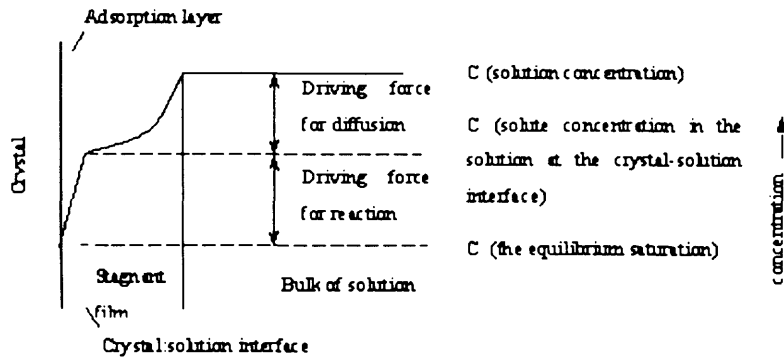 Adsorption layer
C (solution concentration)
Driving force
for diffusion
C (solute concentration in the
solution at the crystal-solution
interface)
Crystal
Driving force
for reaction
concentration
C (the equilibrium saturation)
Stagnant
film
Bulk of solution
Crystal:solution interface